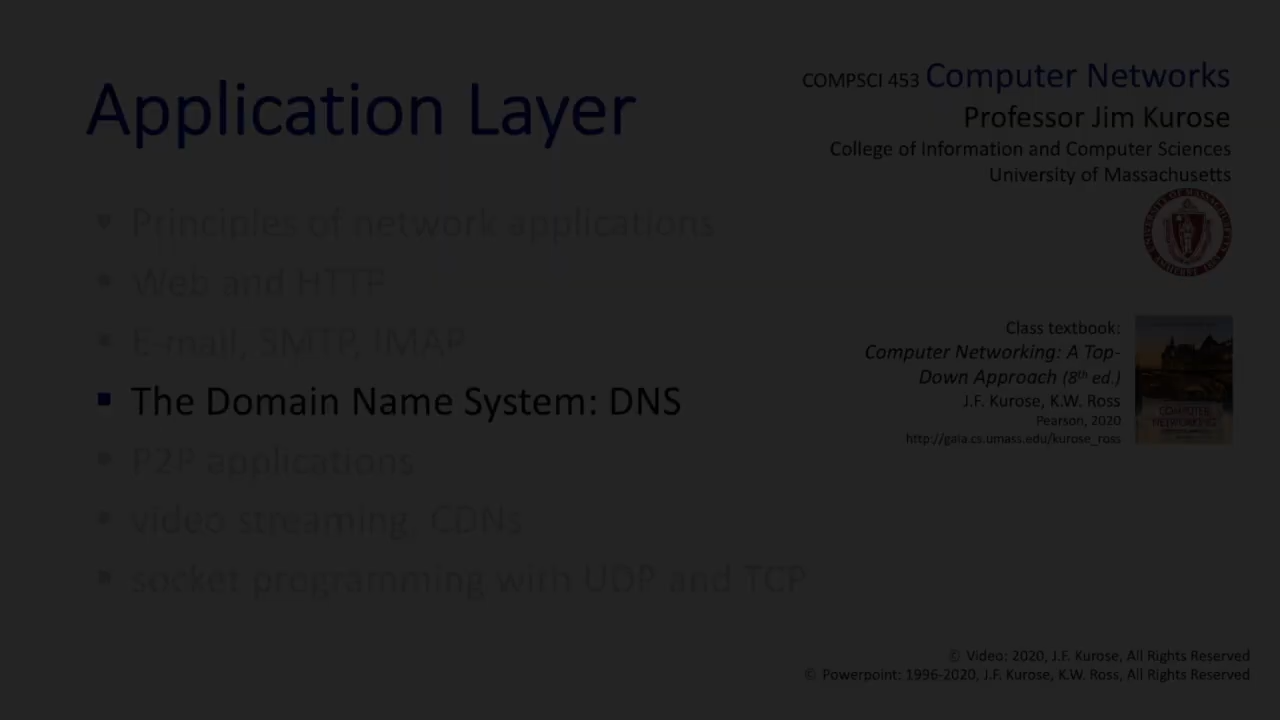 Application Layer
COMPSCI 453 Computer Networks
Professor Jim Kurose
College of Information and Computer Sciences
University of Massachusetts
Principles of network applications
Web and HTTP
E-mail, SMTP, IMAP
The Domain Name System: DNS
P2P applications
video streaming, CDNs
socket programming with UDP and TCP
Class textbook:
Computer Networking: A Top-
Down Approach (8th ed.)
J.F. Kurose, K.W. Ross
Pearson, 2020
http://gaia.cs.umass.edu/kurose_ross
COMPUTER
NETWORKING
© Video: 2020, J.F. Kurose, All Rights Reserved
© Powerpoint: 1996-2020, J.F. Kurose, K.W. Ross, All Rights Reserved